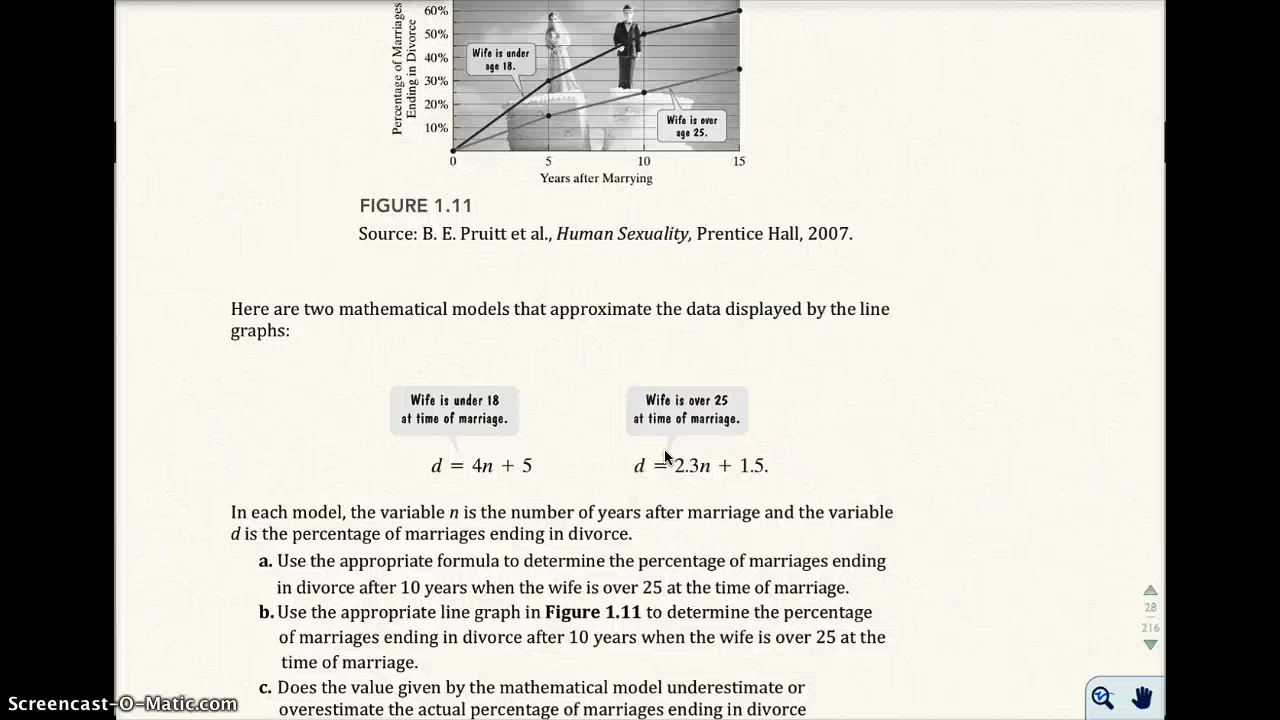 Percentage of Marriages
Ending in Divorce
60%
50%
40%
30%
20%
10%
Wife is under
age 18.
Wife is over
age 25.
0 5 10 15
Years after Marrying
FIGURE 1.11
Source: B. E. Pruitt et al., Human Sexuality, Prentice Hall, 2007.
Here are two mathematical models that approximate the data displayed by the line
graphs:
Wife is under 18
at time of marriage.
Wife is over 25
at time of marriage.
d = 4n + 5
d = 2.3n + 1.5.
In each model, the variable n is the number of years after marriage and the variable
d is the percentage of marriages ending in divorce.
a. Use the appropriate formula to determine the percentage of marriages ending
in divorce after 10 years when the wife is over 25 at the time of marriage.
b. Use the appropriate line graph in Figure 1.11 to determine the percentage
of marriages ending in divorce after 10 years when the wife is over 25 at the
time of marriage.
c. Does the value given by the mathematical model underestimate or
overestimate the actual percentage of marriages ending in divorce
28
216
Screencast-O-Matic.com